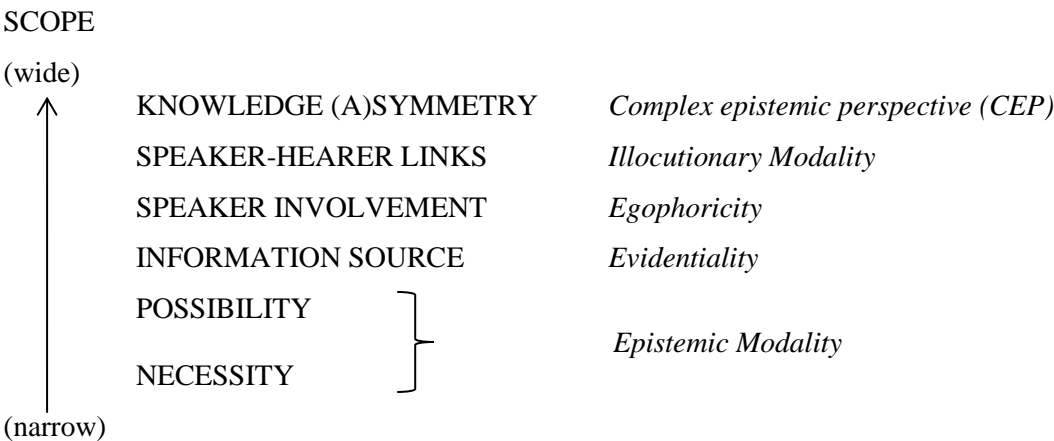 SCOPE
(wide)
KNOWLEDGE (A)SYMMETRY Complex epistemic perspective (CEP)
SPEAKER-HEARER LINKS Illocutionary Modality
SPEAKER INVOLVEMENT Egophoricity
INFORMATION SOURCE Evidentiality
POSSIBILITY
Epistemic Modality
NECESSITY
(narrow)